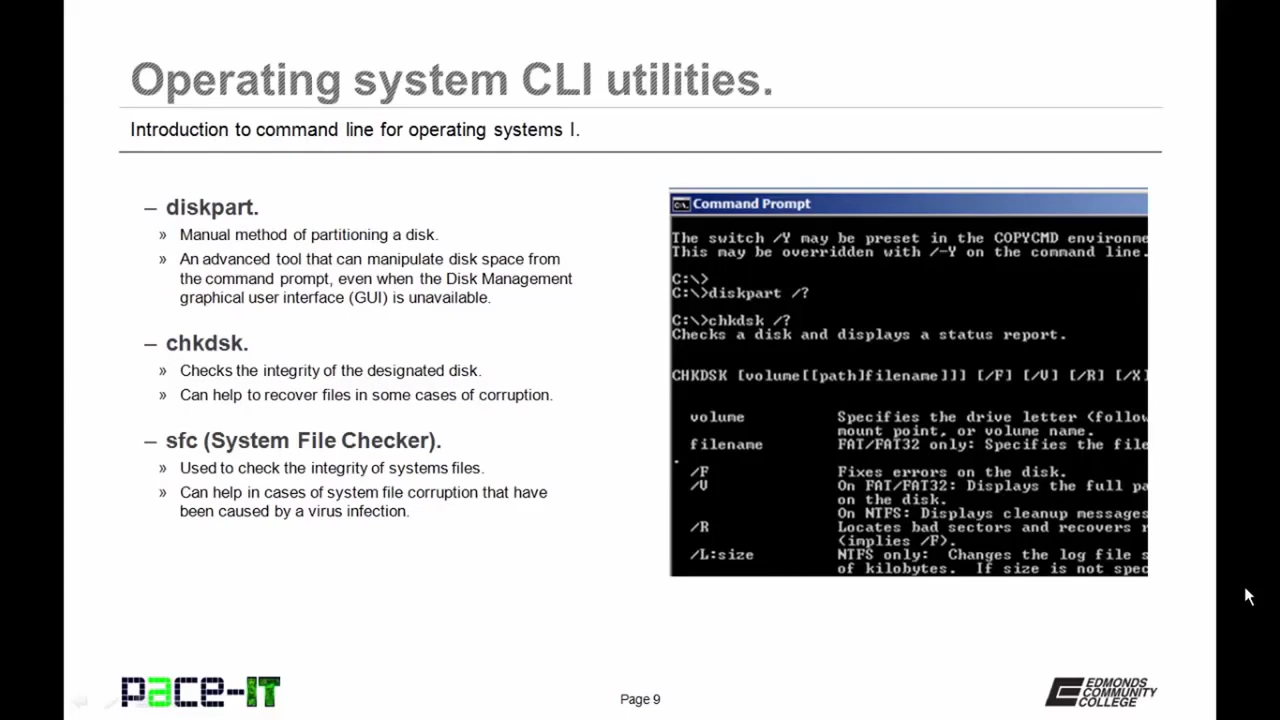 Operating system CLI utilities.
Introduction to command line for operating systems I.
– diskpart.
» Manual method of partitioning a disk.
» An advanced tool that can manipulate disk space from
the command prompt, even when the Disk Management
graphical user interface (GUI) is unavailable.
– chkdsk.
» Checks the integrity of the designated disk.
» Can help to recover files in some cases of corruption.
– sfc (System File Checker).
» Used to check the integrity of systems files.
» Can help in cases of system file corruption that have
been caused by a virus infection.
C:\. Command Prompt
The switch /Y may be preset in the COPYCMD environme
This may be overridden with /-Y on the command line.
C:\>
C:\>diskpart /?
C:\>chkdsk /?
Checks a disk and displays a status report.
CHKDSK [volume[[path]filename]]] [/F] [/V] [/R] [/X]
volume Specifies the drive letter (follow
mount point, or volume name.
filename FAT/FAT32 only: Specifies the file
.
/F Fixes errors on the disk.
/V On FAT/FAT32: Displays the full pa
on the disk.
On NTFS: Displays cleanup messages
/R Locates bad sectors and recovers r
(implies /F).
/L:size NTFS only: Changes the log file s
of kilobytes. If size is not spec
pace-IT
Page 9
EDMONDS
COMMUNITY
COLLEGE